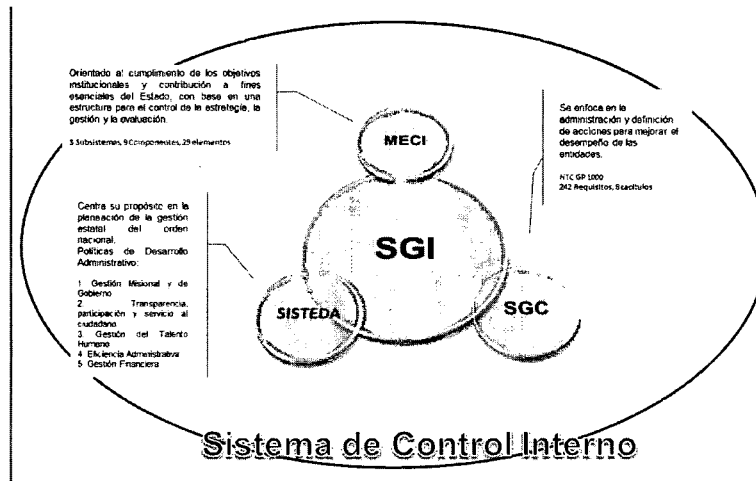 Orientado al cumplimiento de los objetivos
institucionales y contribución a fines
esenciales del Estado, con base en una
estructura para el control de la estrategia, la
gestión y la evaluación.
3 Subsistemas, 9 Componentes, 29 elementos
MECI
Se enfoca en la
administración y definición
de acciones para mejorar el
desempeño de las
entidades.
NTC GP 1000
242 Requisitos, 8 capítulos
Centra su propósito en la
planeación de la gestión
estatal del orden
nacional.
Políticas de Desarrollo
Administrativo:
1 Gestión Misional y de
Gobierno
2 Transparencia,
participación y servicio al
ciudadano
3 Gestión del Talento
Humano
4 Eficiencia Administrativa
5 Gestión Financiera
SGI
SISTEDA
SGC
Sistema de Control Interno